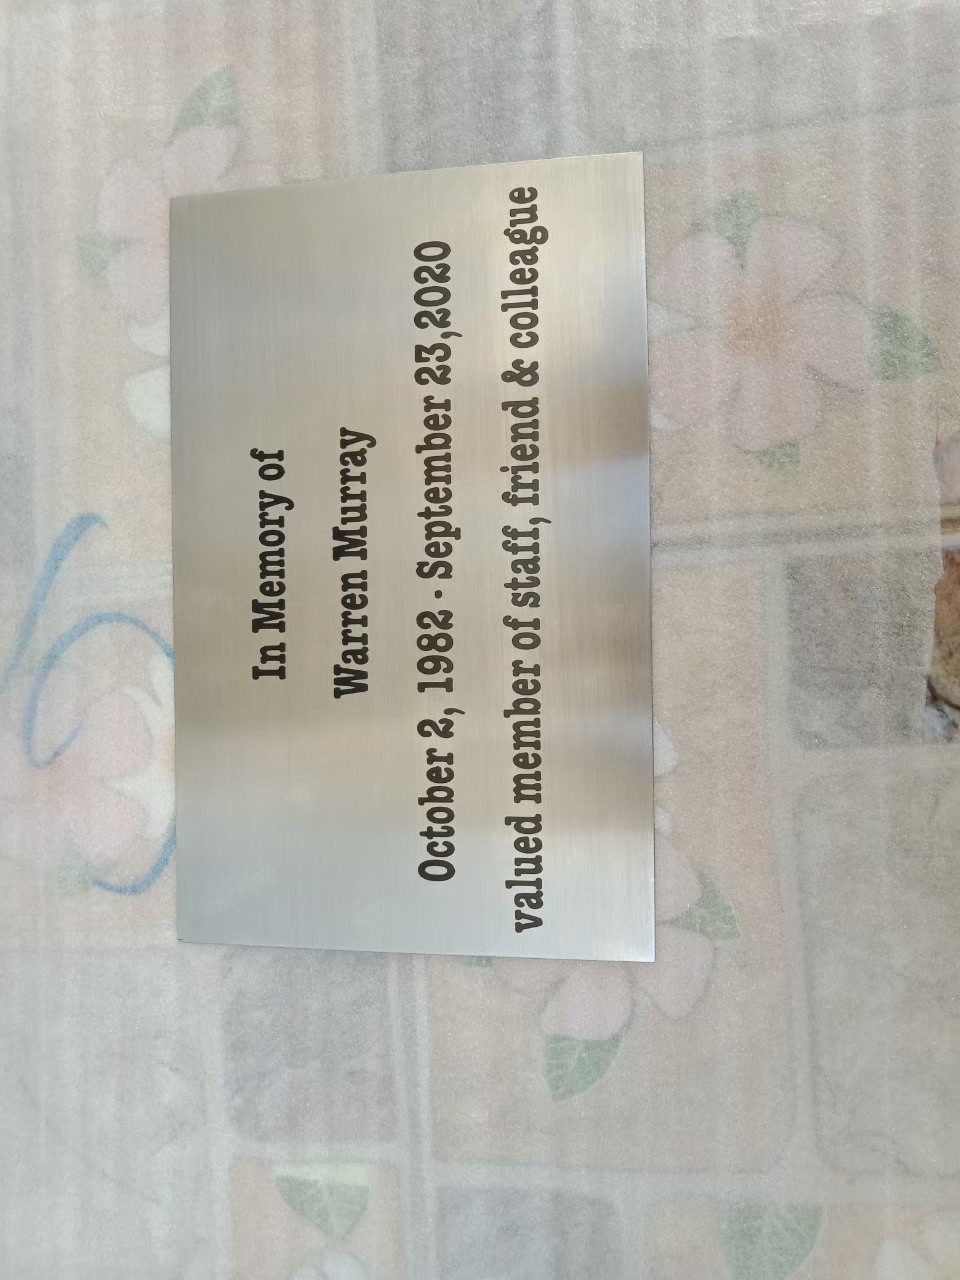 In Memory of
Warren Murray
October 2, 1982 - September 23,2020
valued member of staff, friend & colleague